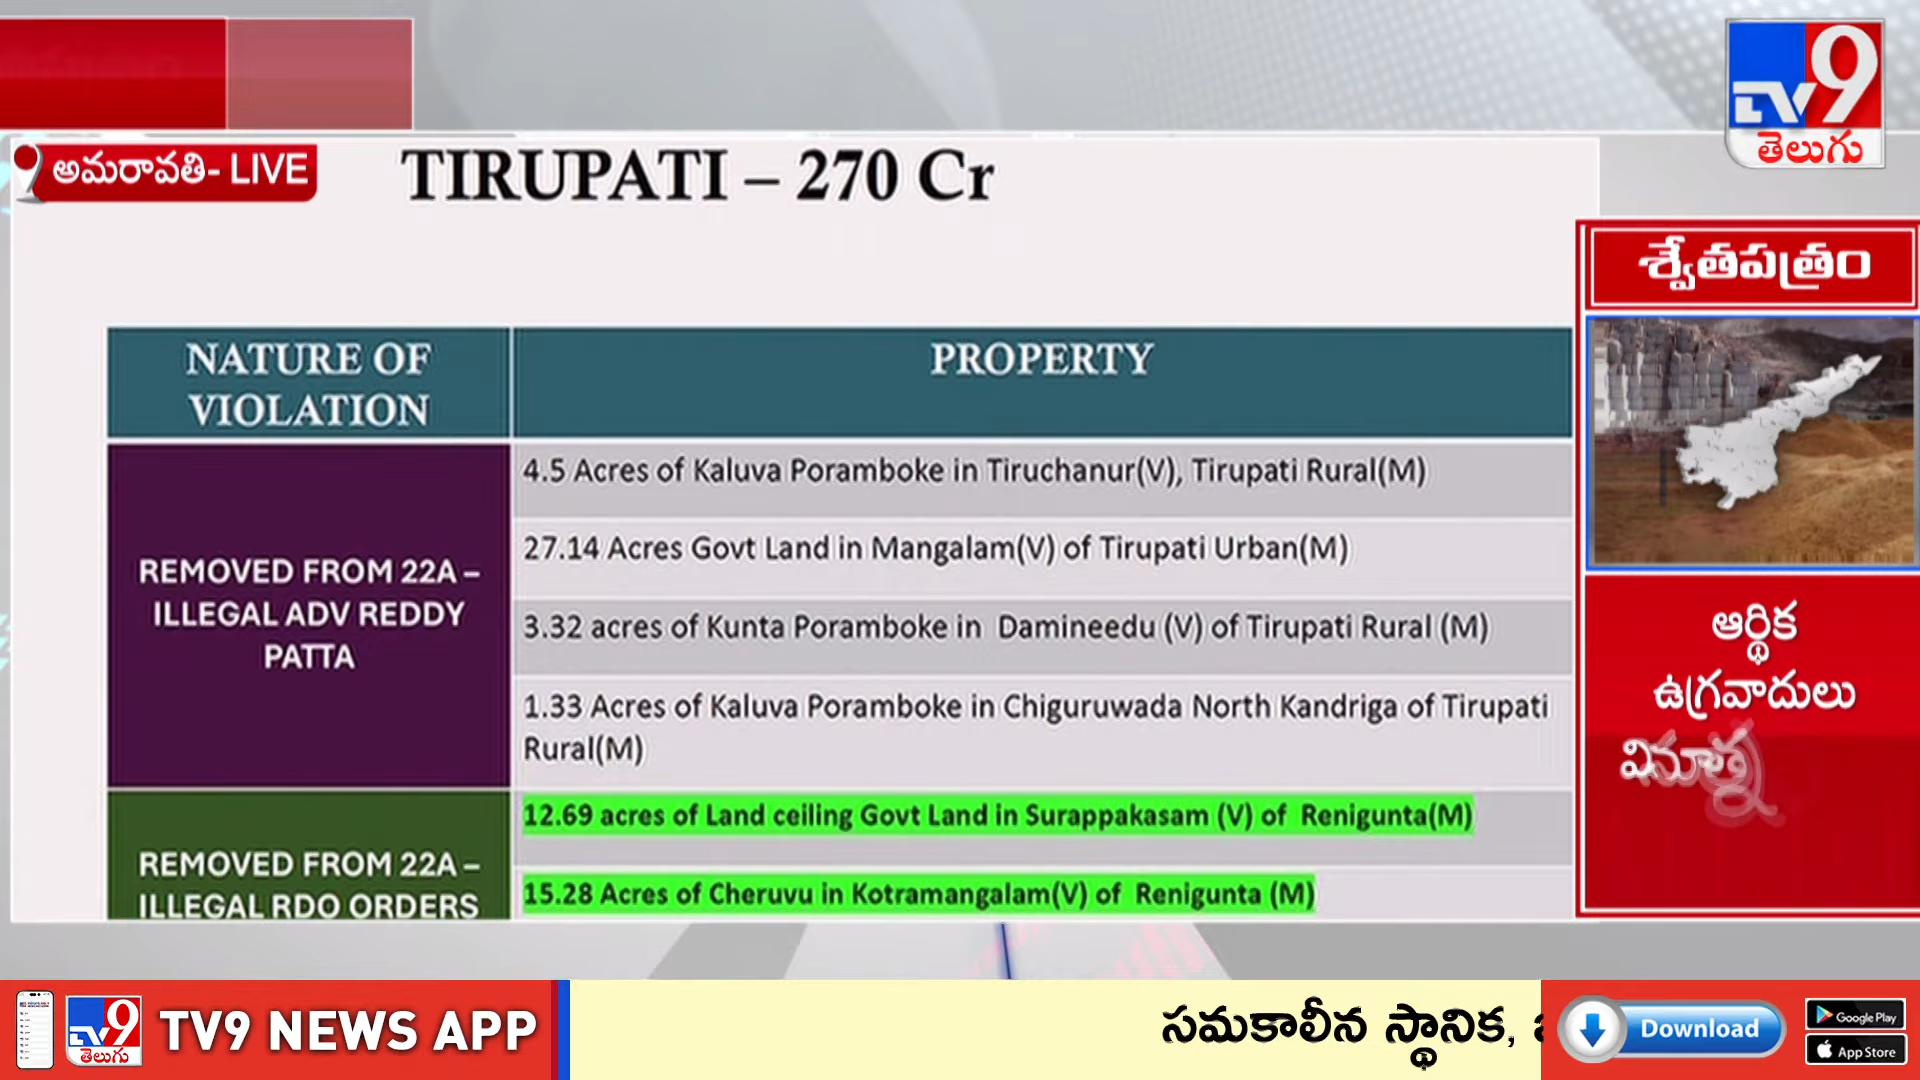 TV9
తెలుగు
అమరావతి- LIVE
TIRUPATI – 270 Cr
శ్వేతపత్రం
NATURE OF
VIOLATION
PROPERTY
REMOVED FROM 22A –
ILLEGAL ADV REDDY
PATTA
4.5 Acres of Kaluva Poramboke in Tiruchanur(V), Tirupati Rural(M)
27.14 Acres Govt Land in Mangalam(V) of Tirupati Urban(M)
3.32 acres of Kunta Poramboke in Damineedu (V) of Tirupati Rural (M)
1.33 Acres of Kaluva Poramboke in Chiguruwada North Kandriga of Tirupati
Rural(M)
REMOVED FROM 22A –
ILLEGAL RDO ORDERS
12.69 acres of Land ceiling Govt Land in Surappakasam (V) of Renigunta(M)
15.28 Acres of Cheruvu in Kotramangalam(V) of Renigunta (M)
ఆర్థిక
ఉగ్రవాదులు
వినూత్న
TV9
తెలుగు
TV9 NEWS APP
సమకాలీన స్థానిక,
Download
Google Play
App Store